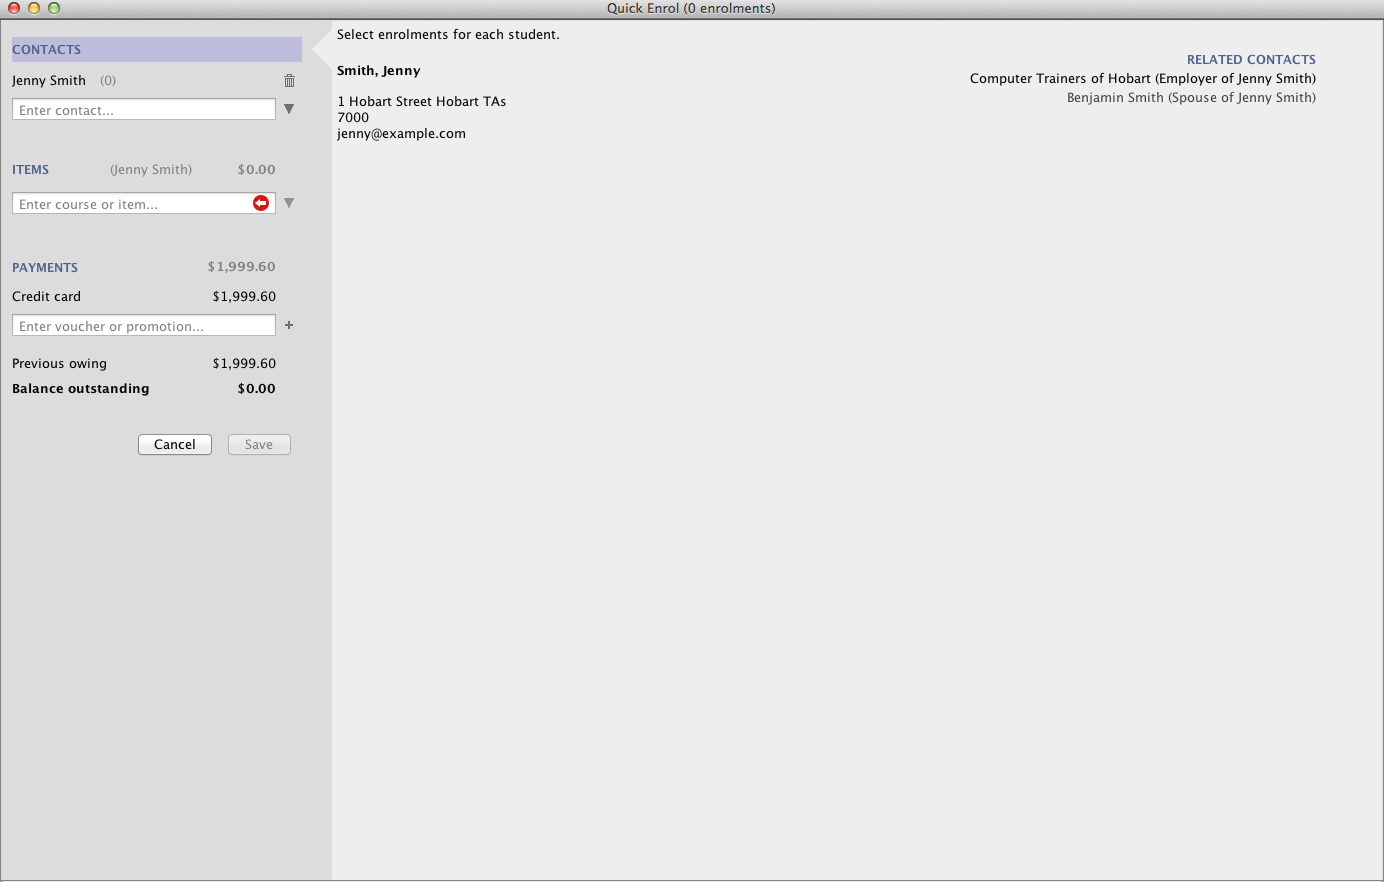 Quick Enrol (0 enrolments)
CONTACTS
Jenny Smith (0)
Enter contact...
ITEMS (Jenny Smith) $0.00
Enter course or item...
PAYMENTS $1,999.60
Credit card $1,999.60
Enter voucher or promotion...
Previous owing $1,999.60
Balance outstanding $0.00
Cancel Save
Select enrolments for each student.
Smith, Jenny
1 Hobart Street Hobart TAs
7000
jenny@example.com
RELATED CONTACTS
Computer Trainers of Hobart (Employer of Jenny Smith)
Benjamin Smith (Spouse of Jenny Smith)